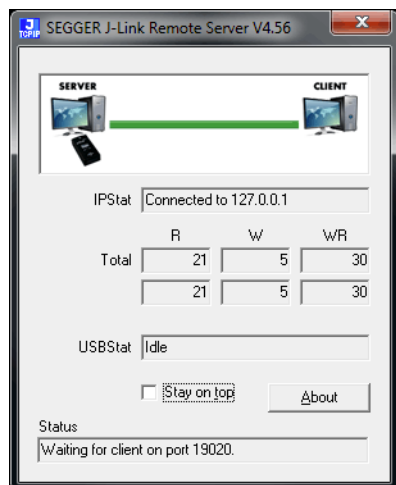 J
TCPIP
SEGGER J-Link Remote Server V4.56
SERVER
CLIENT
IPStat Connected to 127.0.0.1
R W WR
Total 21 5 30
21 5 30
USBStat Idle
Stay on top
About
Status
Waiting for client on port 19020.